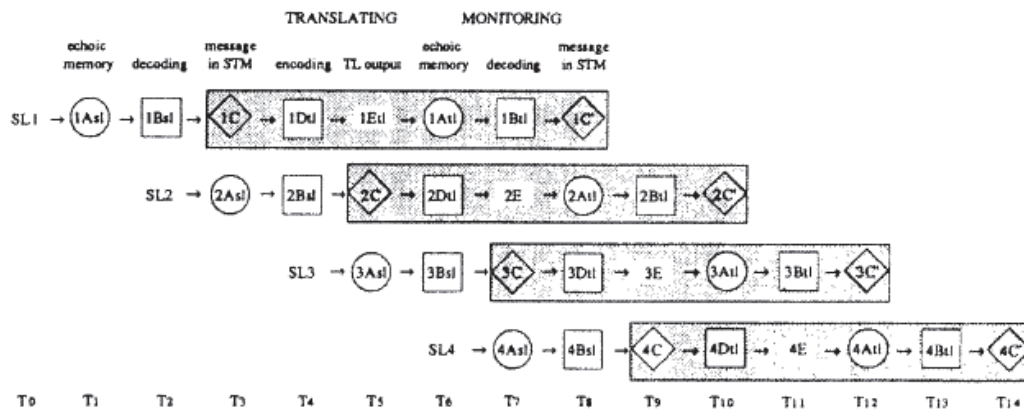 TRANSLATING MONITORING
echoic memory decoding message in STM encoding TL output echoic memory decoding message in STM
SL1 → 1Asl → 1Bsl → 1C → 1Dtl → 1Etl → 1Atl → 1Btl → 1C'
SL2 → 2Asl → 2Bsl → 2C → 2Dtl → 2E → 2Atl → 2Btl → 2C'
SL3 → 3Asl → 3Bsl → 3C → 3Dtl → 3E → 3Atl → 3Btl → 3C'
SL4 → 4Asl → 4Bsl → 4C → 4Dtl → 4E → 4Atl → 4Btl → 4C'
T0 T1 T2 T3 T4 T5 T6 T7 T8 T9 T10 T11 T12 T13 T14